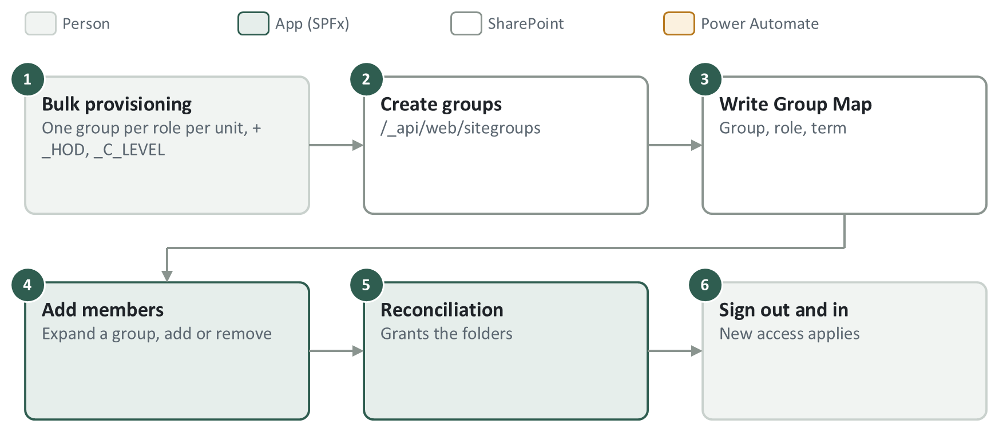 Person
App (SPFx)
SharePoint
Power Automate
1
Bulk provisioning
One group per role per unit, +
_HOD, _C_LEVEL
2
Create groups
/_api/web/sitegroups
3
Write Group Map
Group, role, term
4
Add members
Expand a group, add or remove
5
Reconciliation
Grants the folders
6
Sign out and in
New access applies